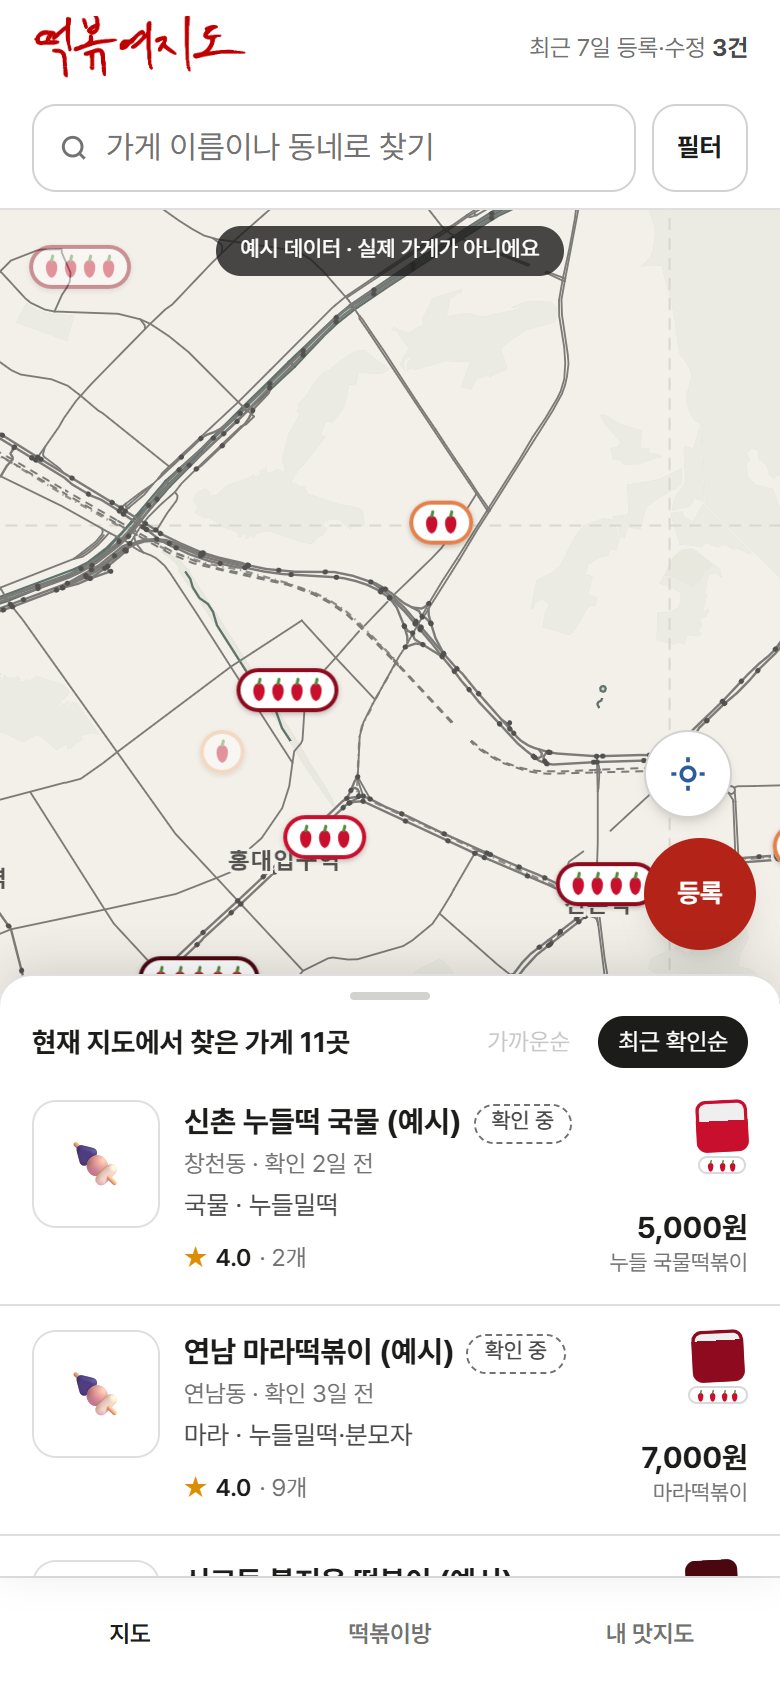 떡볶여지도
최근 7일 등록·수정 3건
가게 이름이나 동네로 찾기
필터
예시 데이터 · 실제 가게가 아니에요
홍대입구역
등록
현재 지도에서 찾은 가게 11곳
가까운순
최근 확인순
신촌 누들떡 국물 (예시)
확인 중
창천동 · 확인 2일 전
국물 · 누들밀떡
★ 4.0 · 2개
5,000원
누들 국물떡볶이
연남 마라떡볶이 (예시)
확인 중
연남동 · 확인 3일 전
마라 · 누들밀떡·분모자
★ 4.0 · 9개
7,000원
마라떡볶이
지도
떡볶이방
내 맛지도